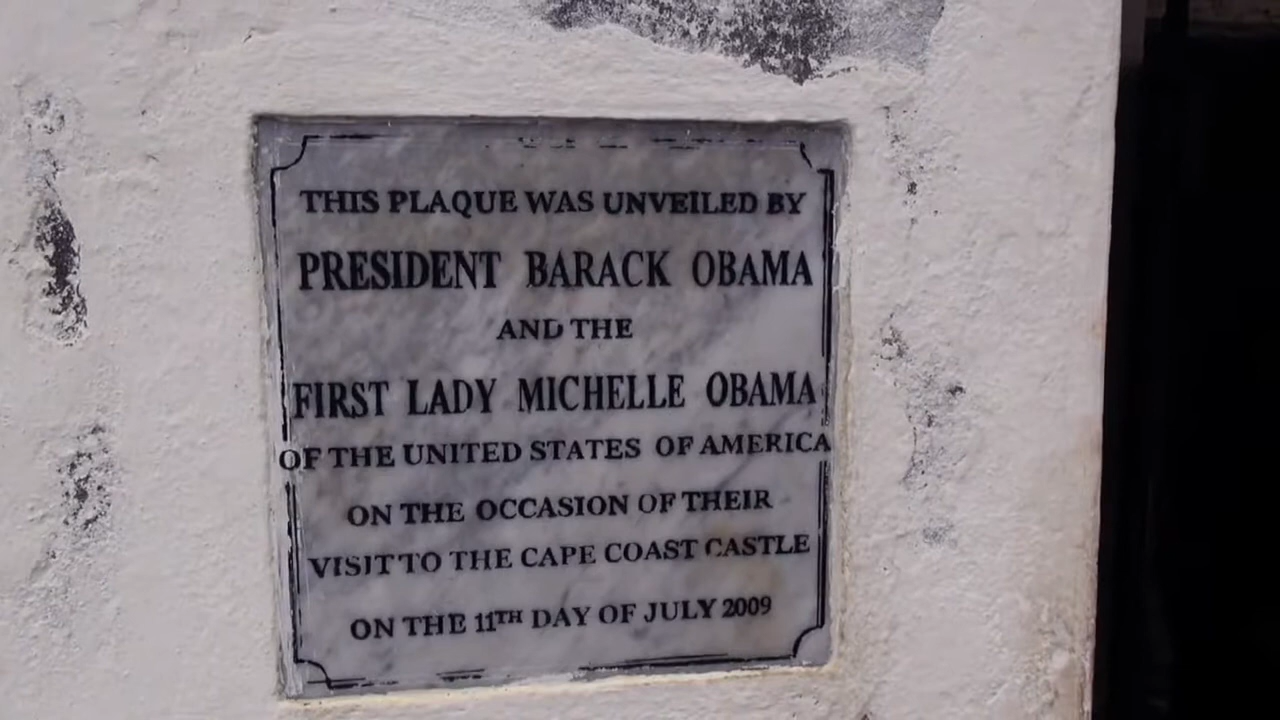 THIS PLAQUE WAS UNVEILED BY
PRESIDENT BARACK OBAMA
AND THE
FIRST LADY MICHELLE OBAMA
OF THE UNITED STATES OF AMERICA
ON THE OCCASION OF THEIR
VISIT TO THE CAPE COAST CASTLE
ON THE 11TH DAY OF JULY 2009